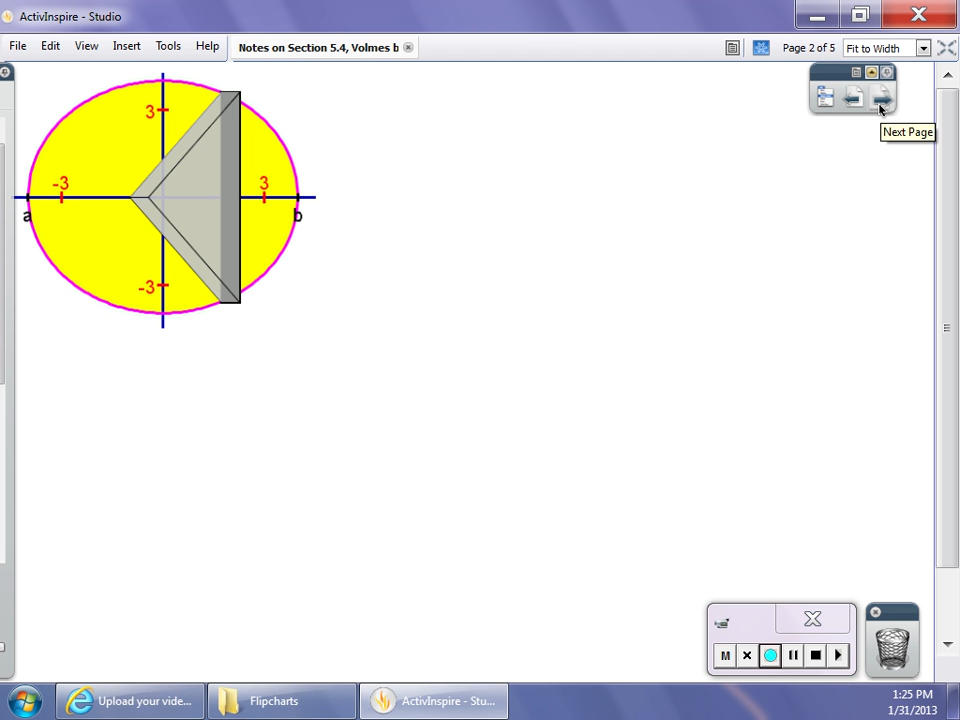 ActivInspire - Studio
File Edit View Insert Tools Help Notes on Section 5.4, Volmes b Page 2 of 5 Fit to Width
Next Page
3
-3 3
a b
-3
M
Upload your vide... Flipcharts ActivInspire - Stu...
1:25 PM
1/31/2013